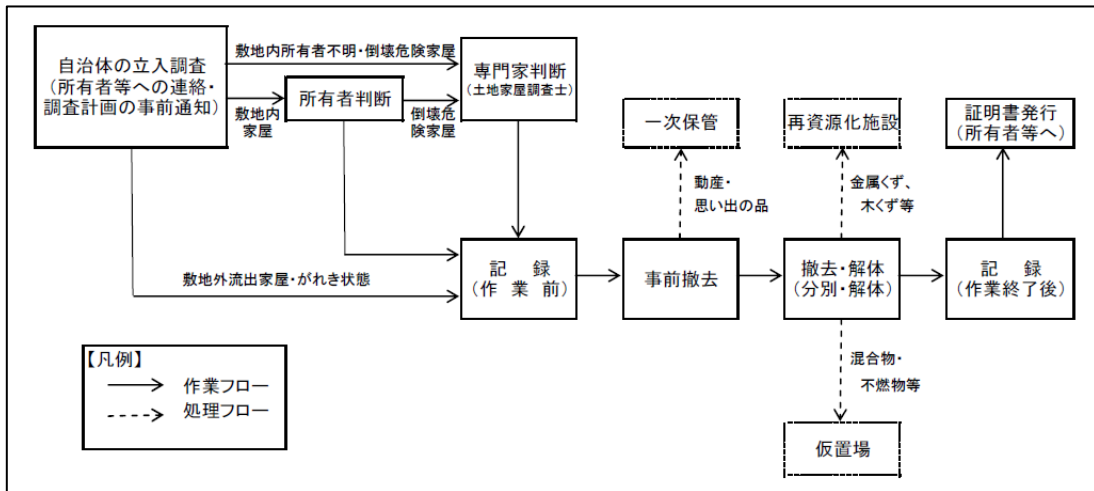 自治体の立入調査
(所有者等への連絡・
調査計画の事前通知)
敷地内所有者不明・倒壊危険家屋
敷地内
家屋
所有者判断
倒壊危
険家屋
専門家判断
(土地家屋調査士)
一次保管
再資源化施設
証明書発行
(所有者等へ)
動産・
思い出の品
金属くず、
木くず等
敷地外流出家屋・がれき状態
記 録
(作 業 前)
事前撤去
撤去・解体
(分別・解体)
記 録
(作業終了後)
混合物・
不燃物等
仮置場
【凡例】
作業フロー
処理フロー